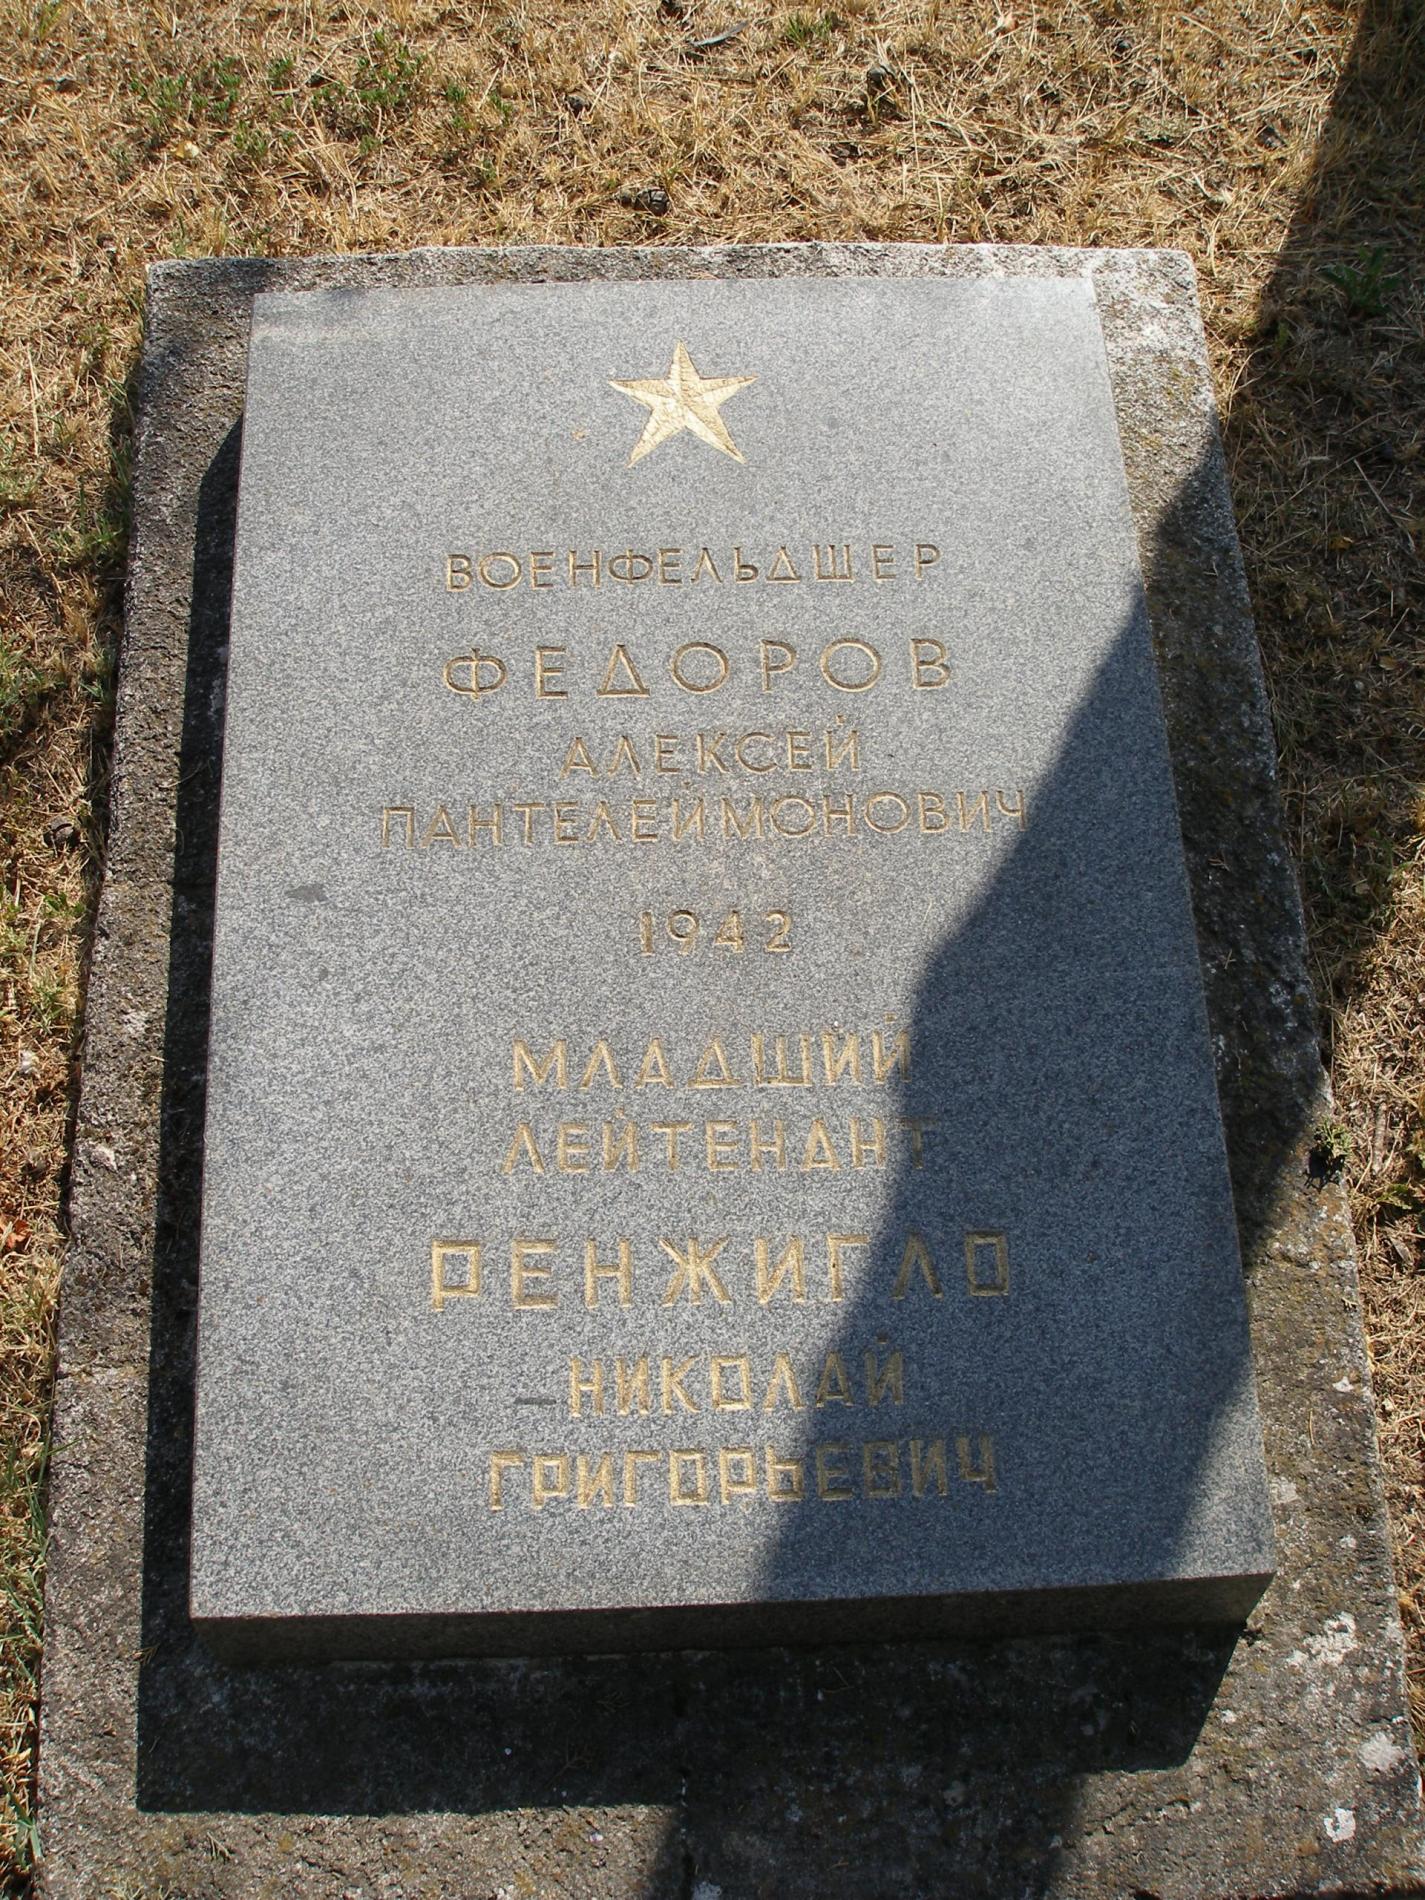 ВОЕНФЕЛЬДШЕР
ФЕДОРОВ
АЛЕКСЕЙ
ПАНТЕЛЕЙМОНОВИЧ
1942
МЛАДШИЙ
ЛЕЙТЕНАНТ
РЕНЖИГЛО
НИКОЛАЙ
ГРИГОРЬЕВИЧ